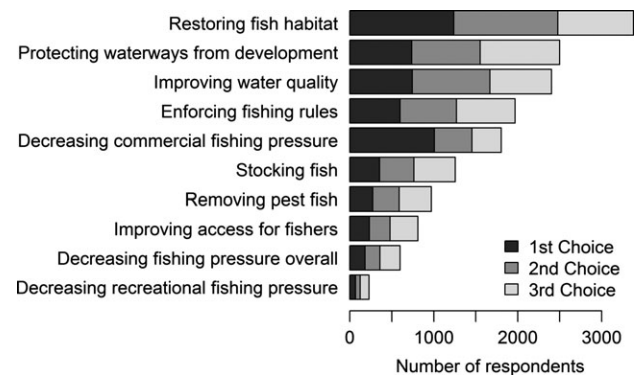 Restoring fish habitat
Protecting waterways from development
Improving water quality
Enforcing fishing rules
Decreasing commercial fishing pressure
Stocking fish
Removing pest fish
Improving access for fishers
Decreasing fishing pressure overall
Decreasing recreational fishing pressure
1st Choice
2nd Choice
3rd Choice
0 1000 2000 3000
Number of respondents